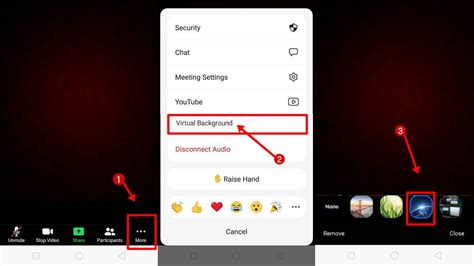 1
Unmute
Stop Video
Share
Participants
More
Security
Chat
Meeting Settings
YouTube
Virtual Background
2
Disconnect Audio
Raise Hand
Cancel
3
Remove
Close